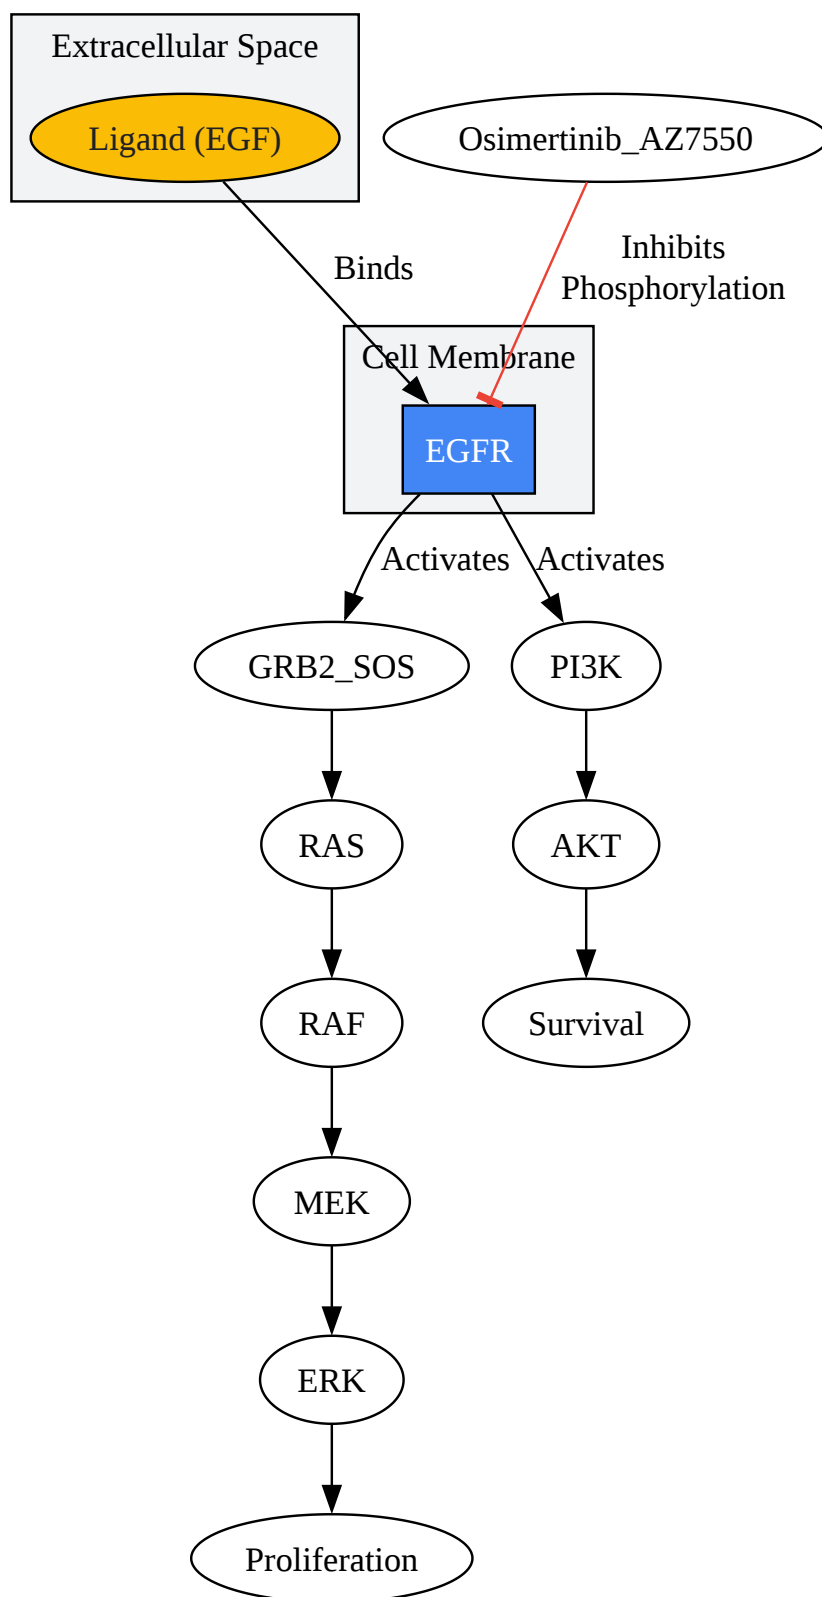 Extracellular Space
Ligand (EGF)
Osimertinib_AZ7550
Binds
Inhibits
Phosphorylation
Cell Membrane
EGFR
Activates
Activates
GRB2_SOS
PI3K
RAS
AKT
RAF
Survival
MEK
ERK
Proliferation